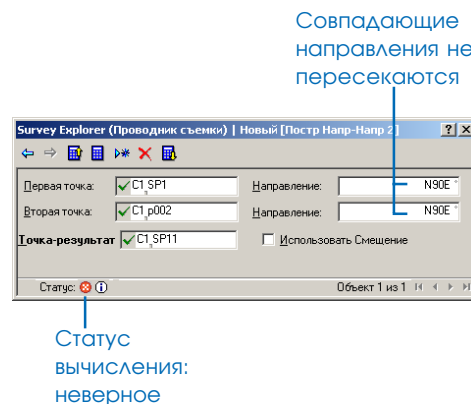 Совпадающие
направления не
пересекаются
Survey Explorer (Проводник съемки) | Новый [Постр Напр-Напр 2]
Первая точка: C1_SP1 Направление: N90E °
Вторая точка: C1_p002 Направление: N90E °
Точка-результат C1_SP11 Использовать Смещение
Статус: Объект 1 из 1
Статус
вычисления:
неверное